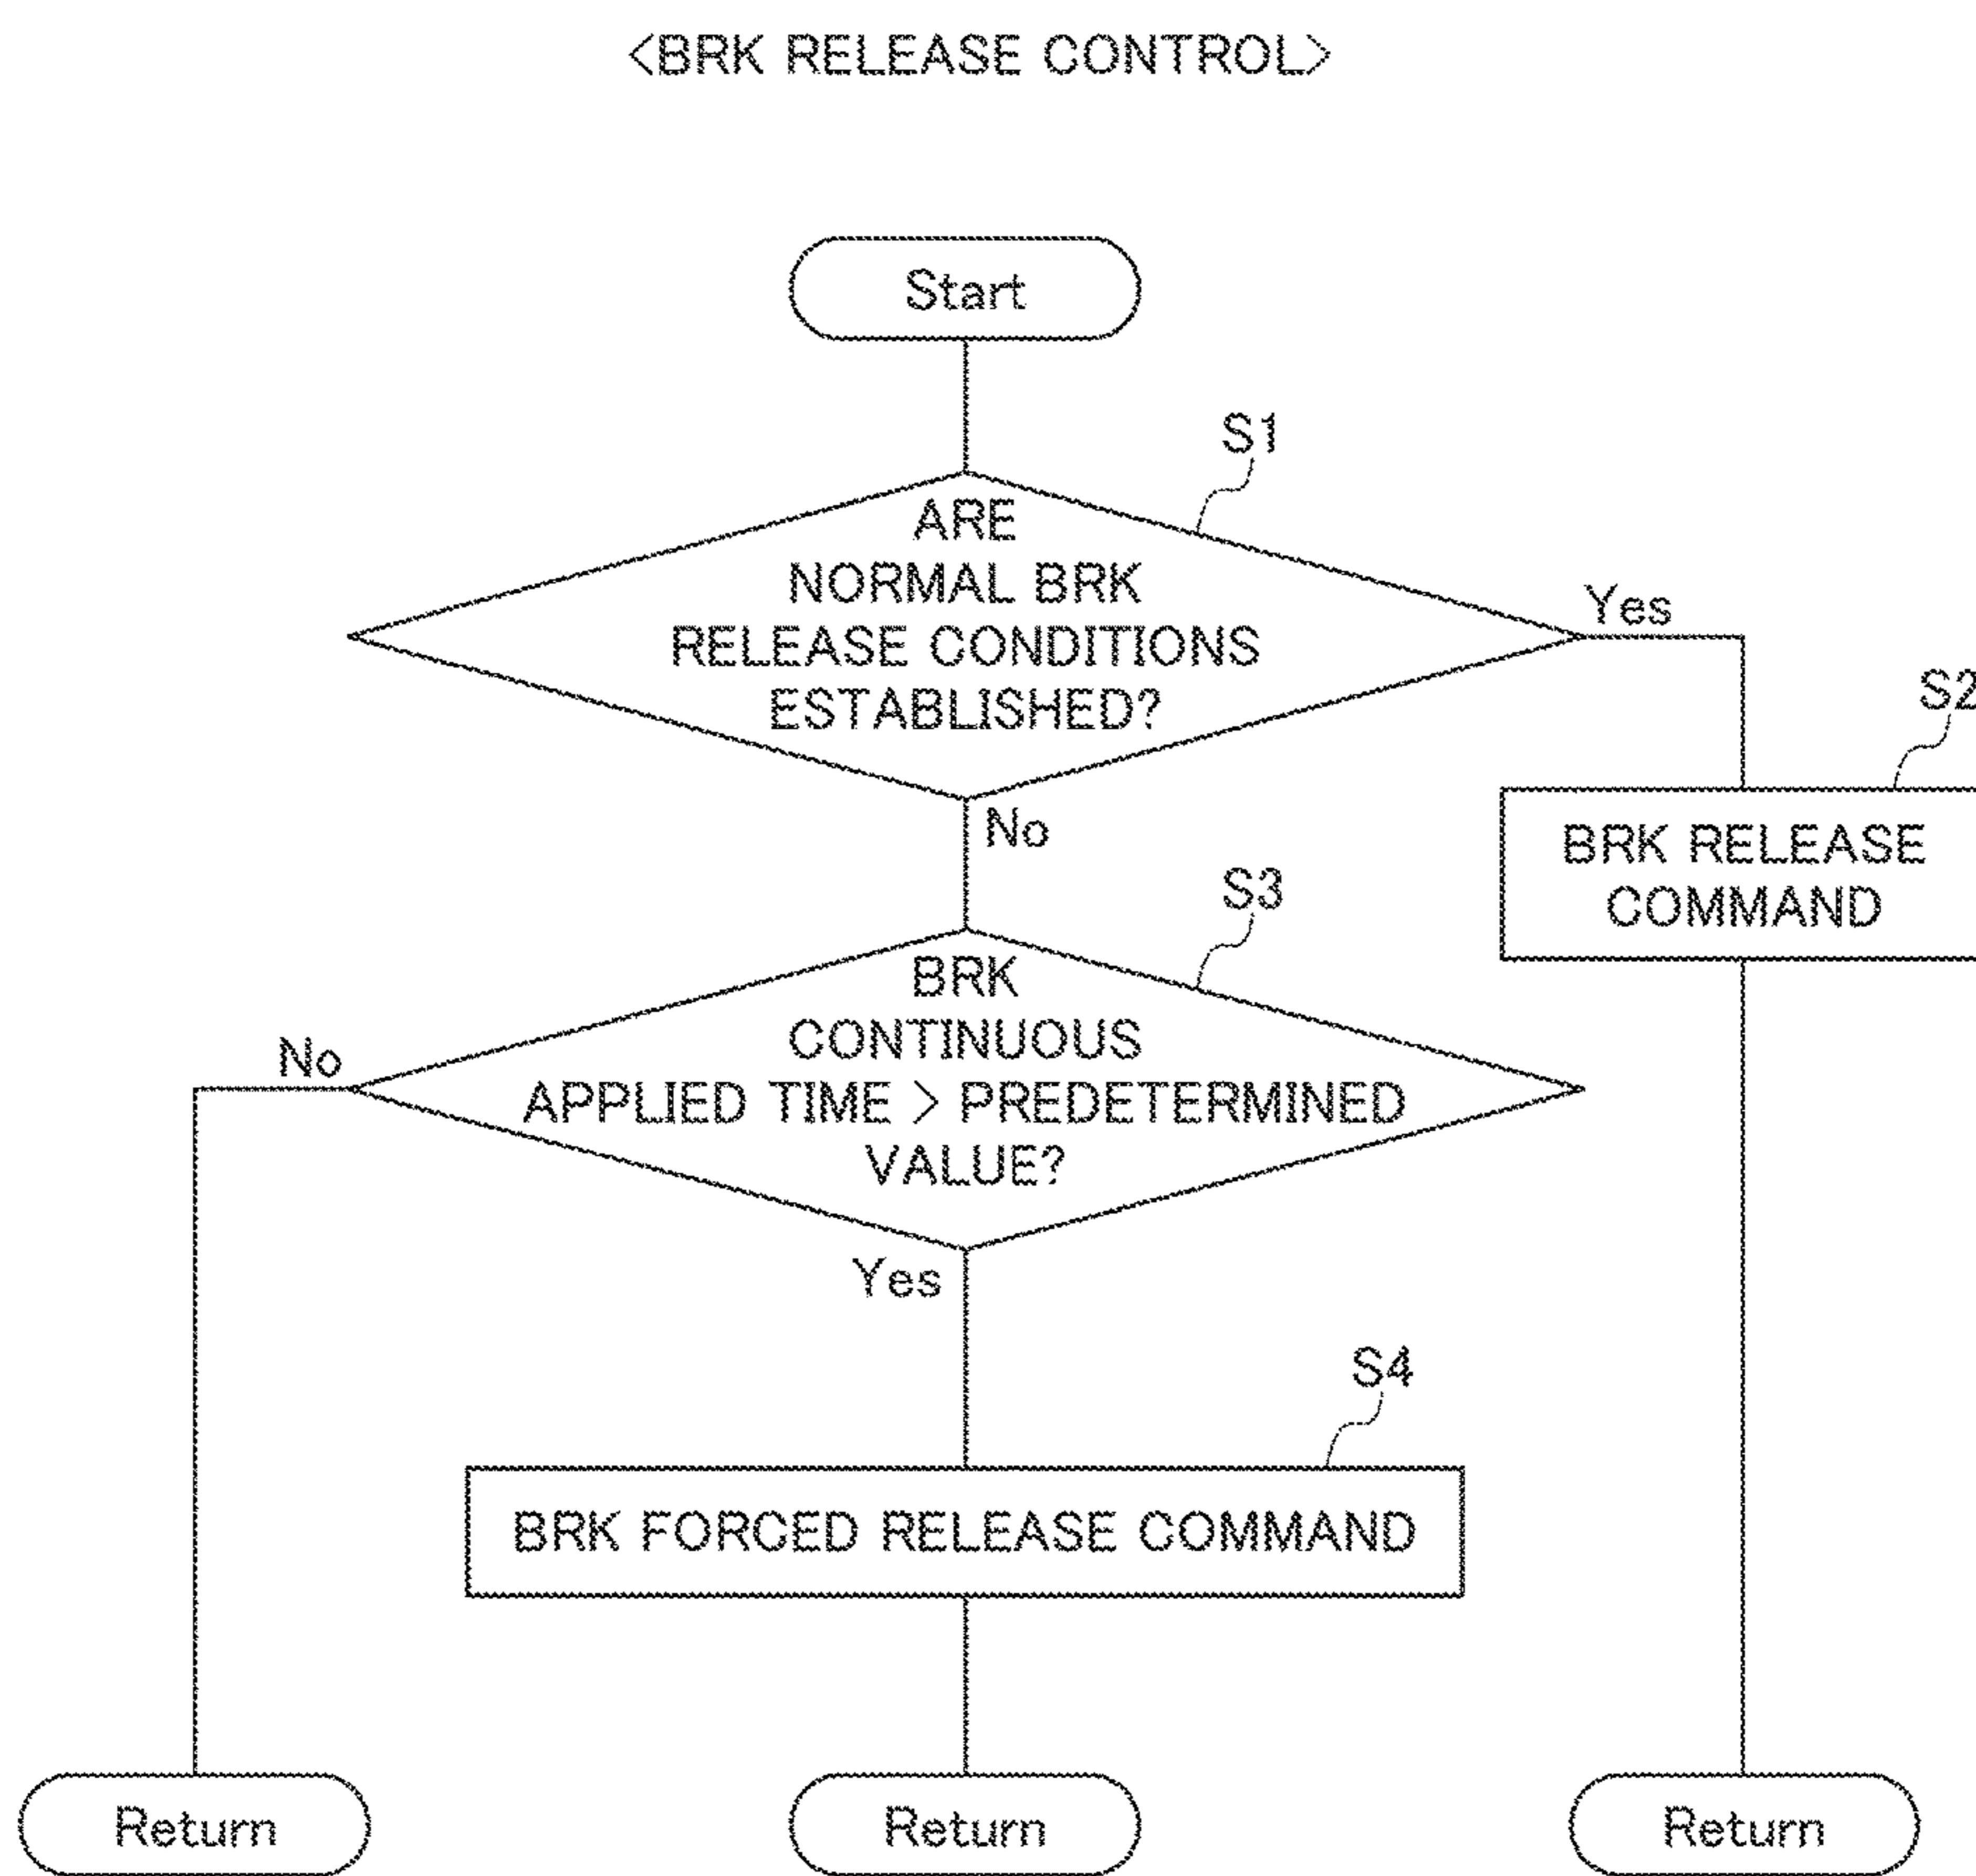 <BRK RELEASE CONTROL>
Start
S1
ARE
NORMAL BRK
RELEASE CONDITIONS
ESTABLISHED?
Yes
No
S2
BRK RELEASE
COMMAND
S3
BRK
CONTINUOUS
APPLIED TIME > PREDETERMINED
VALUE?
No
Yes
S4
BRK FORCED RELEASE COMMAND
Return
Return
Return